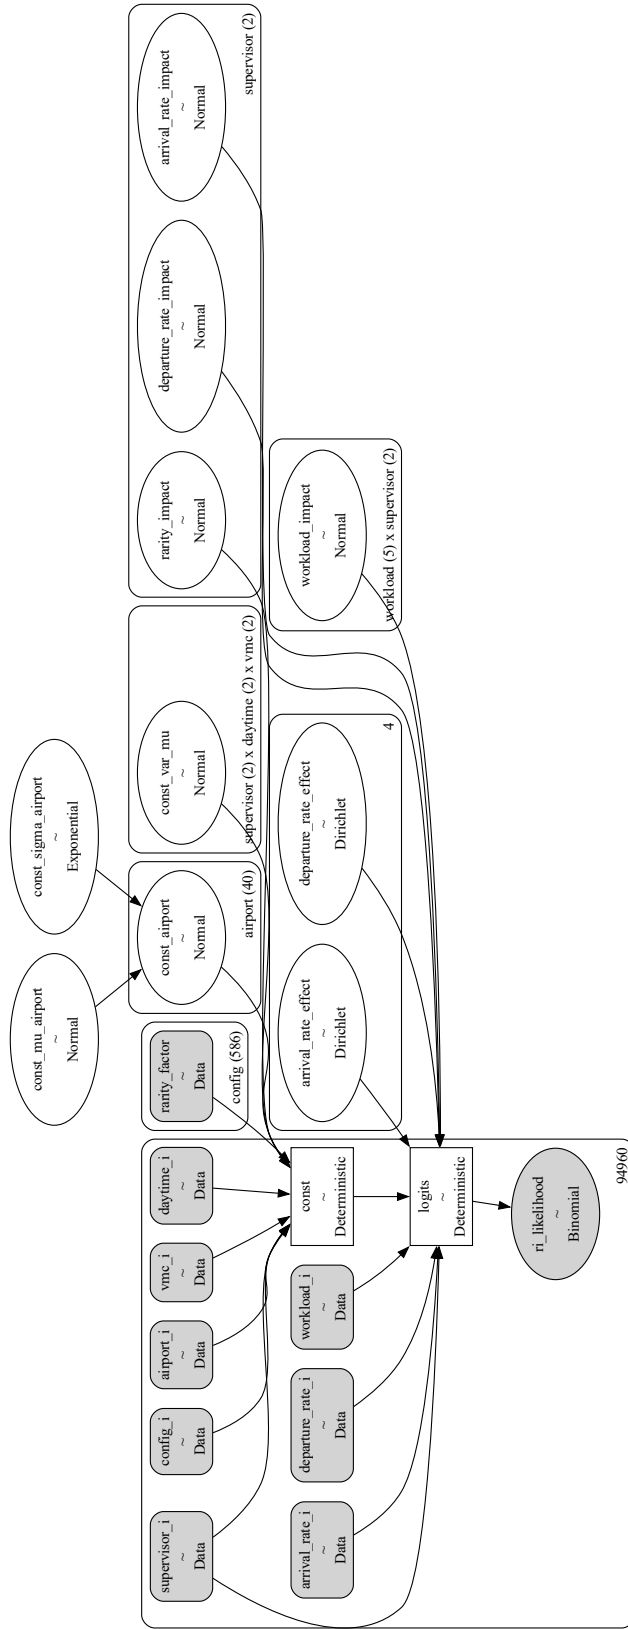 const_mu_airport
~
Normal
const_sigma_airport
~
Exponential
supervisor_i
~
Data
config_i
~
Data
airport_i
~
Data
vmc_i
~
Data
daytime_i
~
Data
rarity_factor
~
Data
config (586)
const_airport
~
Normal
airport (40)
const_var_mu
~
Normal
supervisor (2) x daytime (2) x vmc (2)
rarity_impact
~
Normal
departure_rate_impact
~
Normal
arrival_rate_impact
~
Normal
supervisor (2)
arrival_rate_i
~
Data
departure_rate_i
~
Data
workload_i
~
Data
const
~
Deterministic
arrival_rate_effect
~
Dirichlet
departure_rate_effect
~
Dirichlet
4
workload_impact
~
Normal
workload (5) x supervisor (2)
logits
~
Deterministic
ri_likelihood
~
Binomial
94960